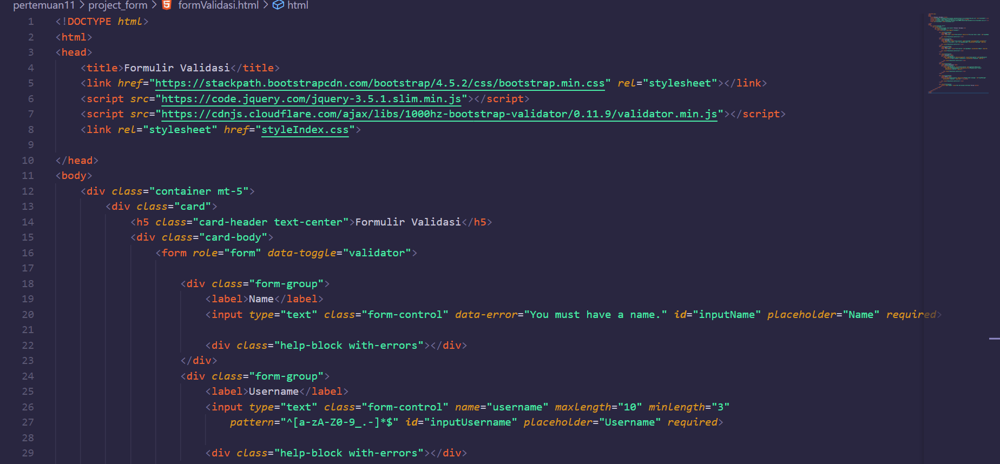 pertemuan11 > project_form > formValidasi.html > html
1 <!DOCTYPE html>
2 <html>
3 <head>
4 <title>Formulir Validasi</title>
5 <link href="https://stackpath.bootstrapcdn.com/bootstrap/4.5.2/css/bootstrap.min.css" rel="stylesheet"></link>
6 <script src="https://code.jquery.com/jquery-3.5.1.slim.min.js"></script>
7 <script src="https://cdnjs.cloudflare.com/ajax/libs/1000hz-bootstrap-validator/0.11.9/validator.min.js"></script>
8 <link rel="stylesheet" href="styleIndex.css">
9
10 </head>
11 <body>
12 <div class="container mt-5">
13 <div class="card">
14 <h5 class="card-header text-center">Formulir Validasi</h5>
15 <div class="card-body">
16 <form role="form" data-toggle="validator">
17
18 <div class="form-group">
19 <label>Name</label>
20 <input type="text" class="form-control" data-error="You must have a name." id="inputName" placeholder="Name" required>
21
22 <div class="help-block with-errors"></div>
23 </div>
24 <div class="form-group">
25 <label>Username</label>
26 <input type="text" class="form-control" name="username" maxlength="10" minlength="3"
27 pattern="^[a-zA-Z0-9_.-]*$" id="inputUsername" placeholder="Username" required>
28
29 <div class="help-block with-errors"></div>